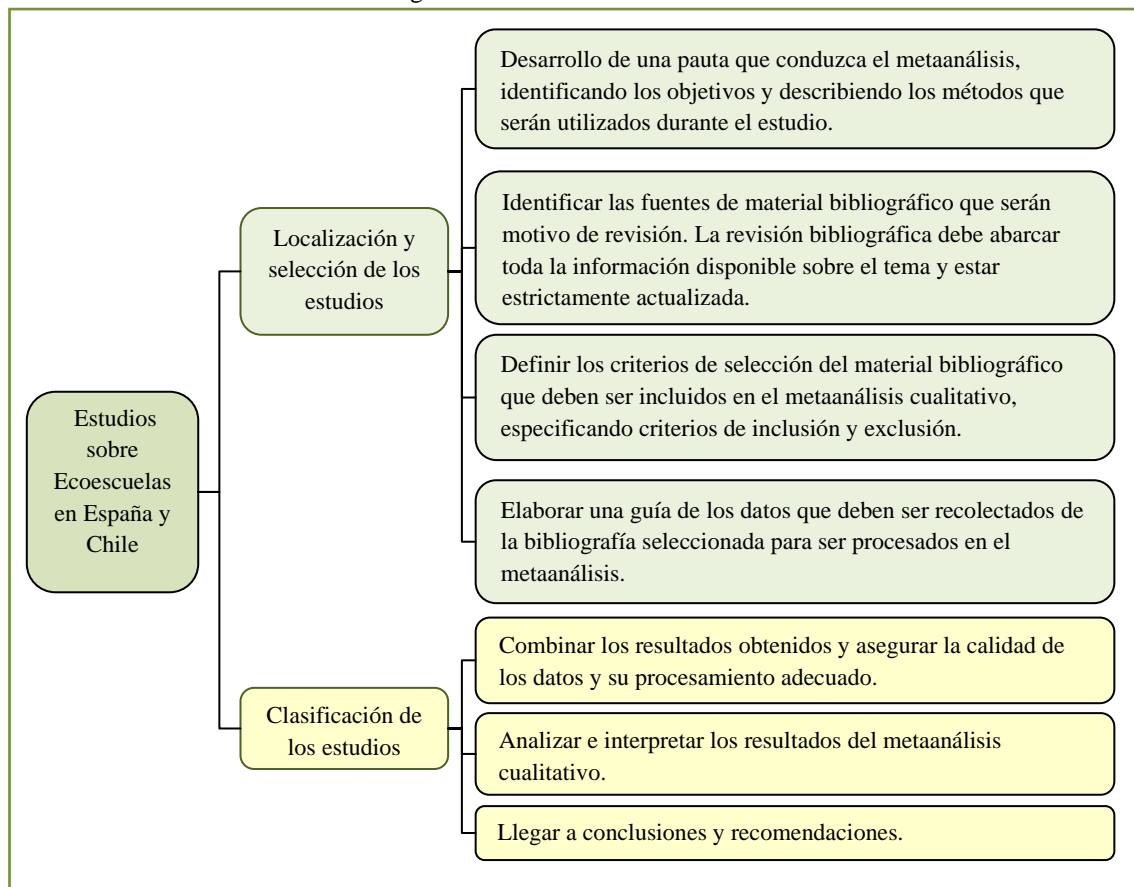 Desarrollo de una pauta que conduzca el metaanálisis,
identificando los objetivos y describiendo los métodos que
serán utilizados durante el estudio.
Identificar las fuentes de material bibliográfico que serán
motivo de revisión. La revisión bibliográfica debe abarcar
toda la información disponible sobre el tema y estar
estrictamente actualizada.
Localización y
selección de los
estudios
Definir los criterios de selección del material bibliográfico
que deben ser incluidos en el metaanálisis cualitativo,
especificando criterios de inclusión y exclusión.
Estudios
sobre
Ecoescuelas
en España y
Chile
Elaborar una guía de los datos que deben ser recolectados de
la bibliografía seleccionada para ser procesados en el
metaanálisis.
Combinar los resultados obtenidos y asegurar la calidad de
los datos y su procesamiento adecuado.
Clasificación de
los estudios
Analizar e interpretar los resultados del metaanálisis
cualitativo.
Llegar a conclusiones y recomendaciones.